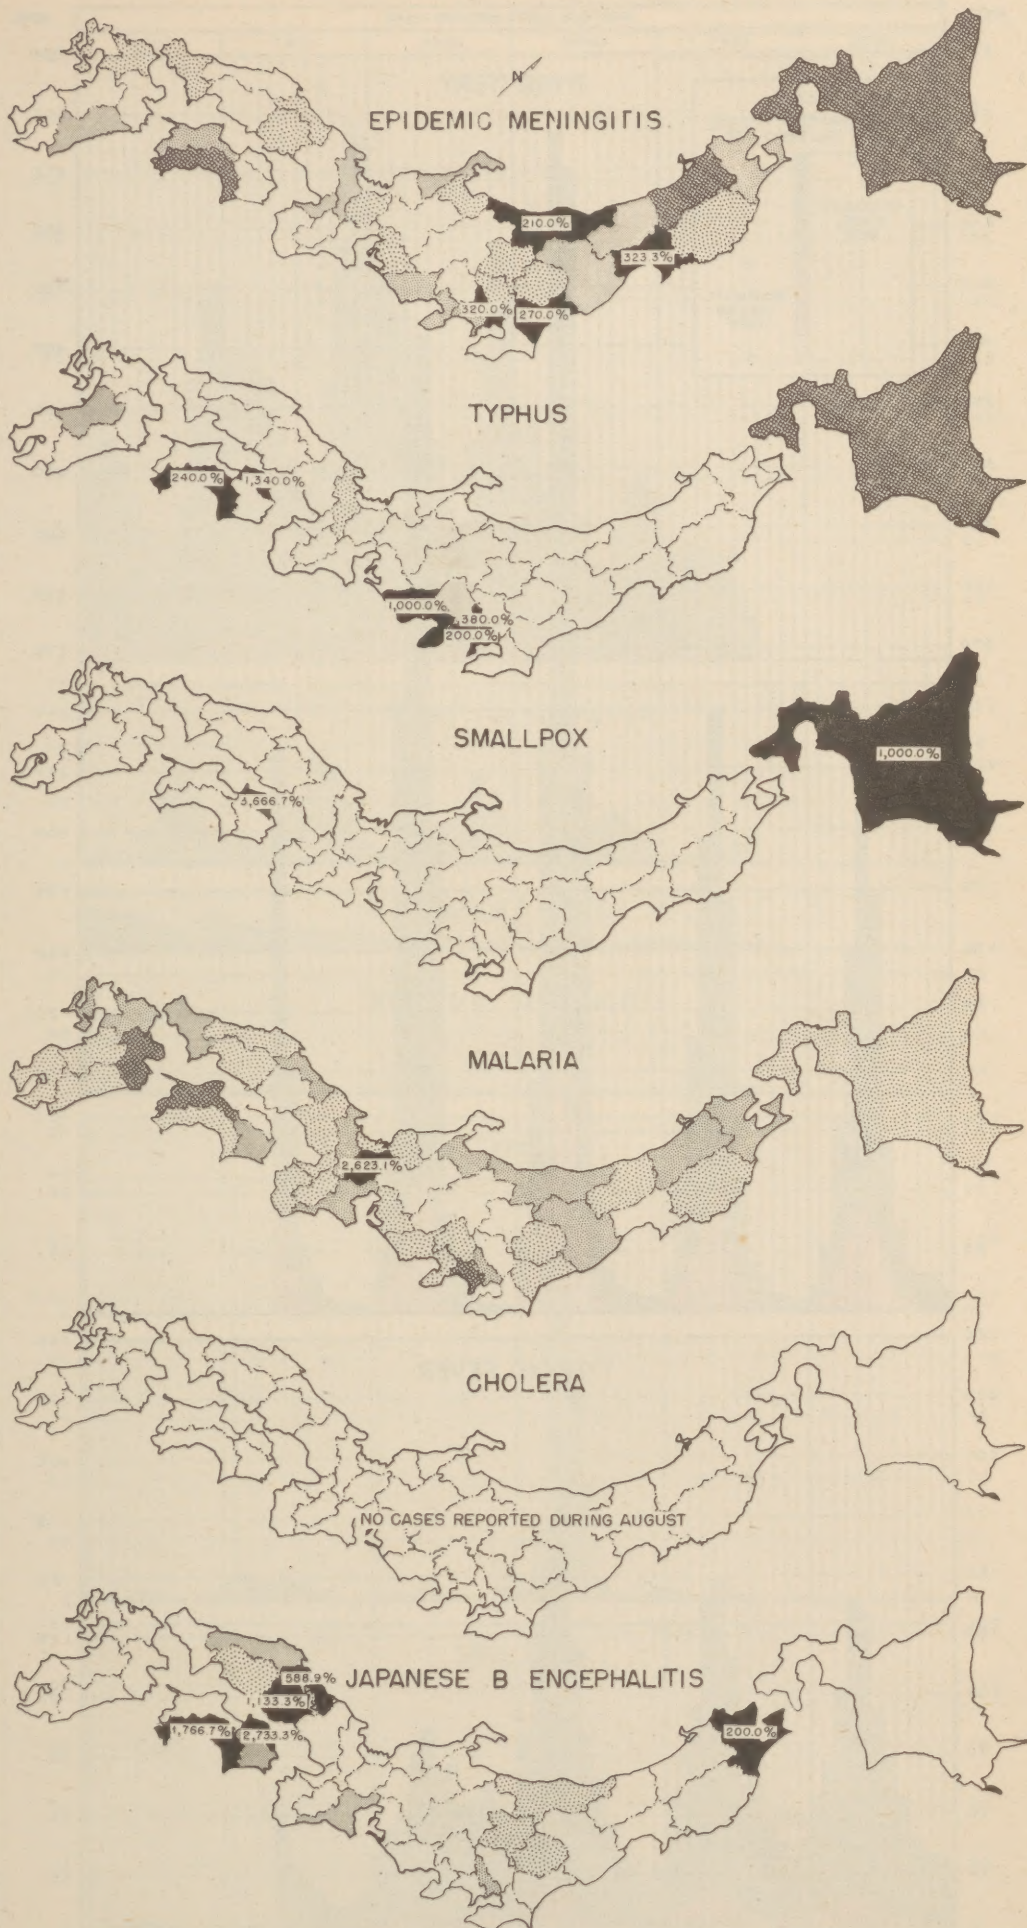 N
EPIDEMIC MENINGITIS
210.0%
323.3%
320.0%
270.0%
TYPHUS
240.0%
1,340.0%
1,000.0%
380.0%
200.0%
SMALLPOX
1,000.0%
3,666.7%
MALARIA
2,623.1%
CHOLERA
NO CASES REPORTED DURING AUGUST
JAPANESE B ENCEPHALITIS
588.9%
1,133.3%
1,766.7%
2,733.3%
200.0%